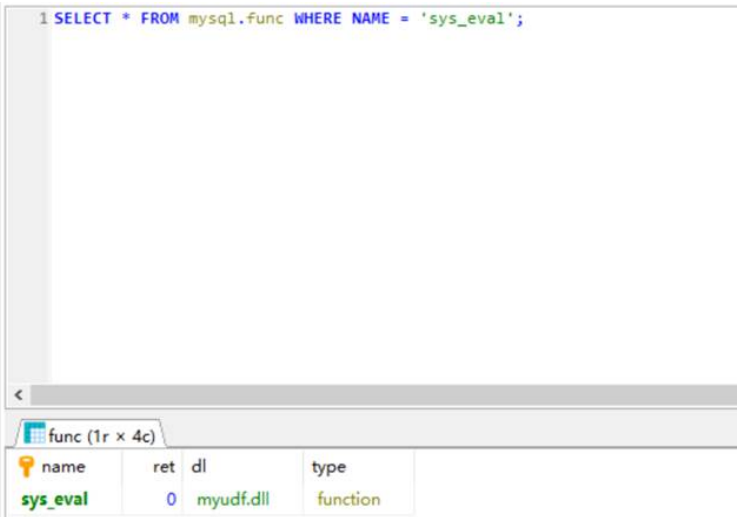 1 SELECT * FROM mysql.func WHERE NAME = 'sys_eval';
func (1r × 4c)
name ret dl type
sys_eval 0 myudf.dll function